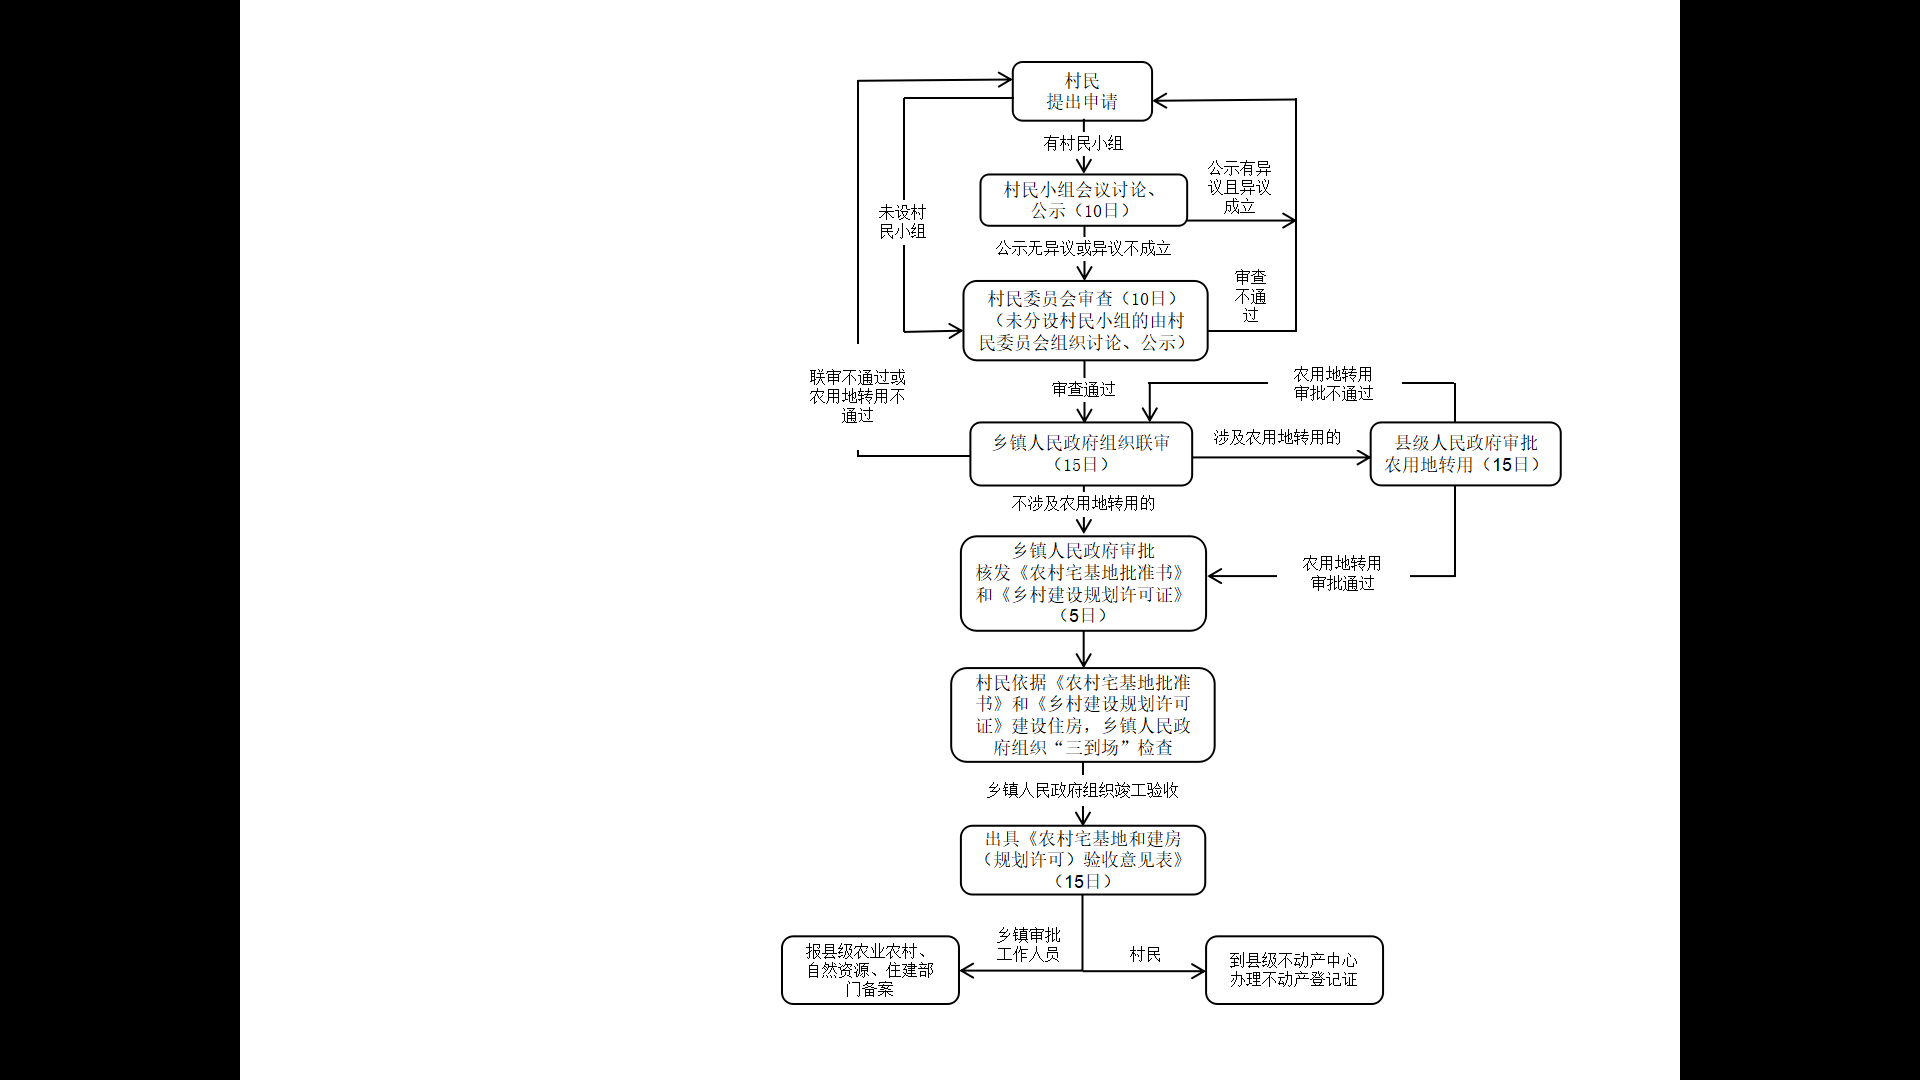 村民
提出申请
有村民小组
公示有异
议且异议
成立
村民小组会议讨论、
公示（10日）
未设村
民小组
公示无异议或异议不成立
审查
不通
过
村民委员会审查（10日）
（未分设村民小组的由村
民委员会组织讨论、公示）
联审不通过或
农用地转用不
通过
审查通过
农用地转用
审批不通过
乡镇人民政府组织联审
（15日）
涉及农用地转用的
县级人民政府审批
农用地转用（15日）
不涉及农用地转用的
乡镇人民政府审批
核发《农村宅基地批准书》
和《乡村建设规划许可证》
（5日）
农用地转用
审批通过
村民依据《农村宅基地批准
书》和《乡村建设规划许可
证》建设住房，乡镇人民政
府组织“三到场”检查
乡镇人民政府组织竣工验收
出具《农村宅基地和建房
（规划许可）验收意见表》
（15日）
乡镇审批
工作人员
村民
报县级农业农村、
自然资源、住建部
门备案
到县级不动产中心
办理不动产登记证